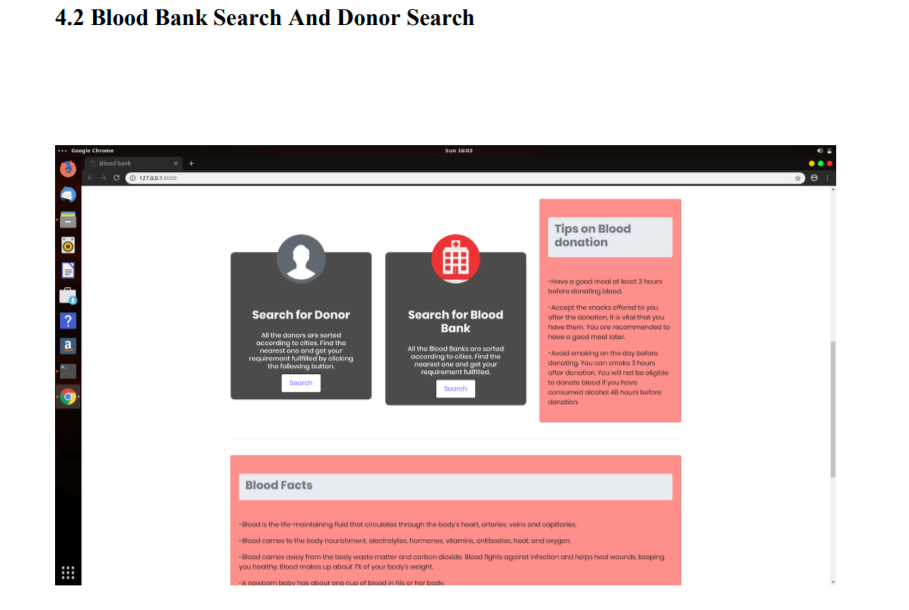 4.2 Blood Bank Search And Donor Search
Google Chrome
Sun 16:03
Blood bank
127.0.0.1:8000
Search for Donor
All the donors are sorted
according to cities. Find the
nearest one and get your
requirement fulfilled by clicking
the following button.
Search
Search for Blood
Bank
All the Blood Banks are sorted
according to cities. Find the
nearest one and get your
requirement fulfilled.
Search
Tips on Blood
donation
-Have a good meal at least 3 hours
before donating blood.
-Accept the snacks offered to you
after the donation, it is vital that you
have them. You are recommended to
have a good meal later.
-Avoid smoking on the day before
donating. You can smoke 3 hours
after donation. You will not be eligible
to donate blood if you have
consumed alcohol 48 hours before
donation.
Blood Facts
-Blood is the life-maintaining fluid that circulates through the body's heart, arteries, veins and capillaries.
-Blood carries to the body nourishment, electrolytes, hormones, vitamins, antibodies, heat, and oxygen.
-Blood carries away from the body waste matter and carbon dioxide. Blood fights against infection and helps heal wounds, keeping
you healthy. Blood makes up about 7% of your body's weight.
-A newborn baby has about one cup of blood in his or her body.